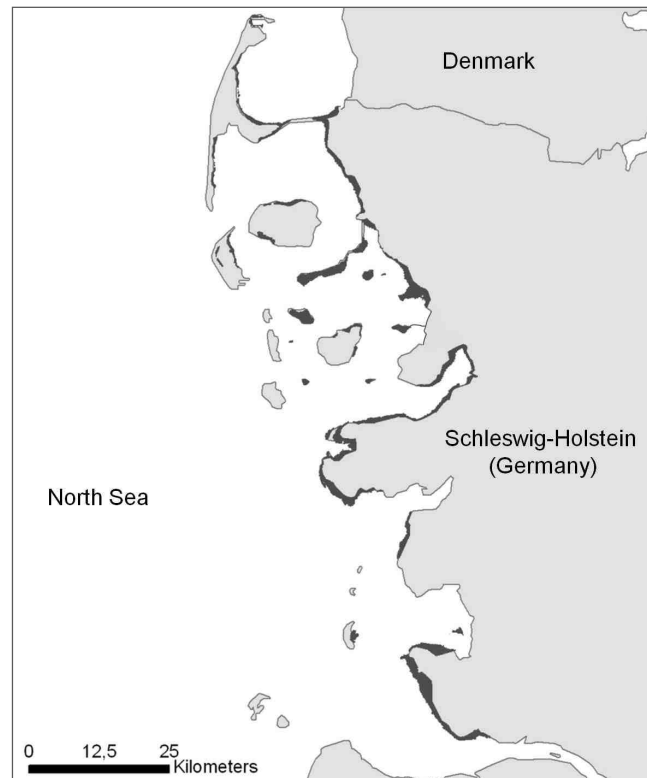 Denmark
Schleswig-Holstein
(Germany)
North Sea
0 12,5 25
Kilometers